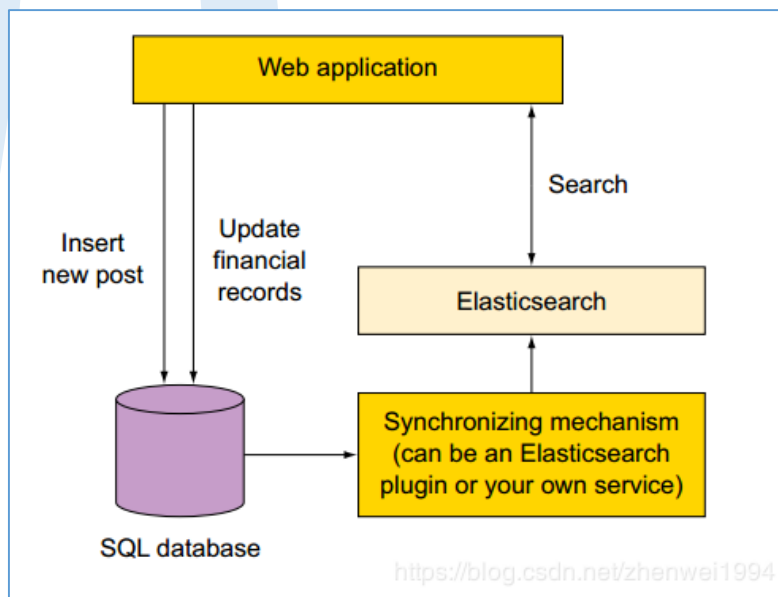 Web application
Search
Insert
new post
Update
financial
records
Elasticsearch
Synchronizing mechanism
(can be an Elasticsearch
plugin or your own service)
SQL database
https://blog.csdn.net/zhenwei1994